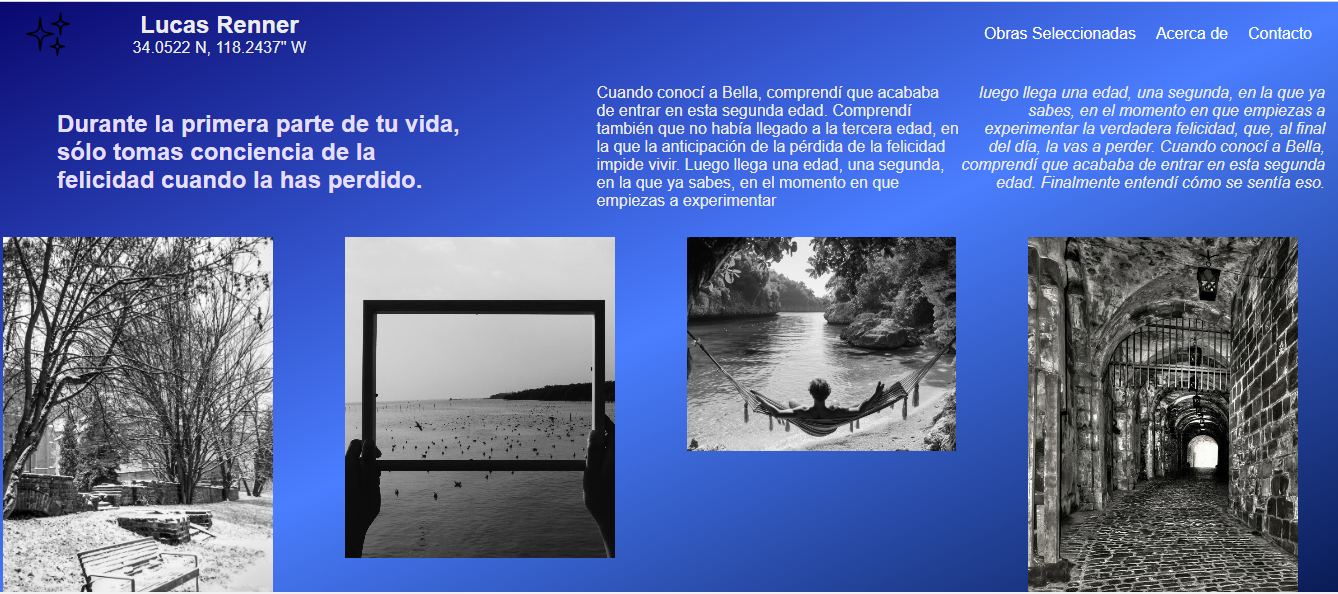 Lucas Renner
34.0522 N, 118.2437" W
Obras Seleccionadas
Acerca de
Contacto
Durante la primera parte de tu vida,
sólo tomas conciencia de la
felicidad cuando la has perdido.
Cuando conocí a Bella, comprendí que acababa
de entrar en esta segunda edad. Comprendí
también que no había llegado a la tercera edad, en
la que la anticipación de la pérdida de la felicidad
impide vivir. Luego llega una edad, una segunda,
en la que ya sabes, en el momento en que
empiezas a experimentar
luego llega una edad, una segunda, en la que ya
sabes, en el momento en que empiezas a
experimentar la verdadera felicidad, que, al final
del día, la vas a perder. Cuando conocí a Bella,
comprendí que acababa de entrar en esta segunda
edad. Finalmente entendí cómo se sentía eso.